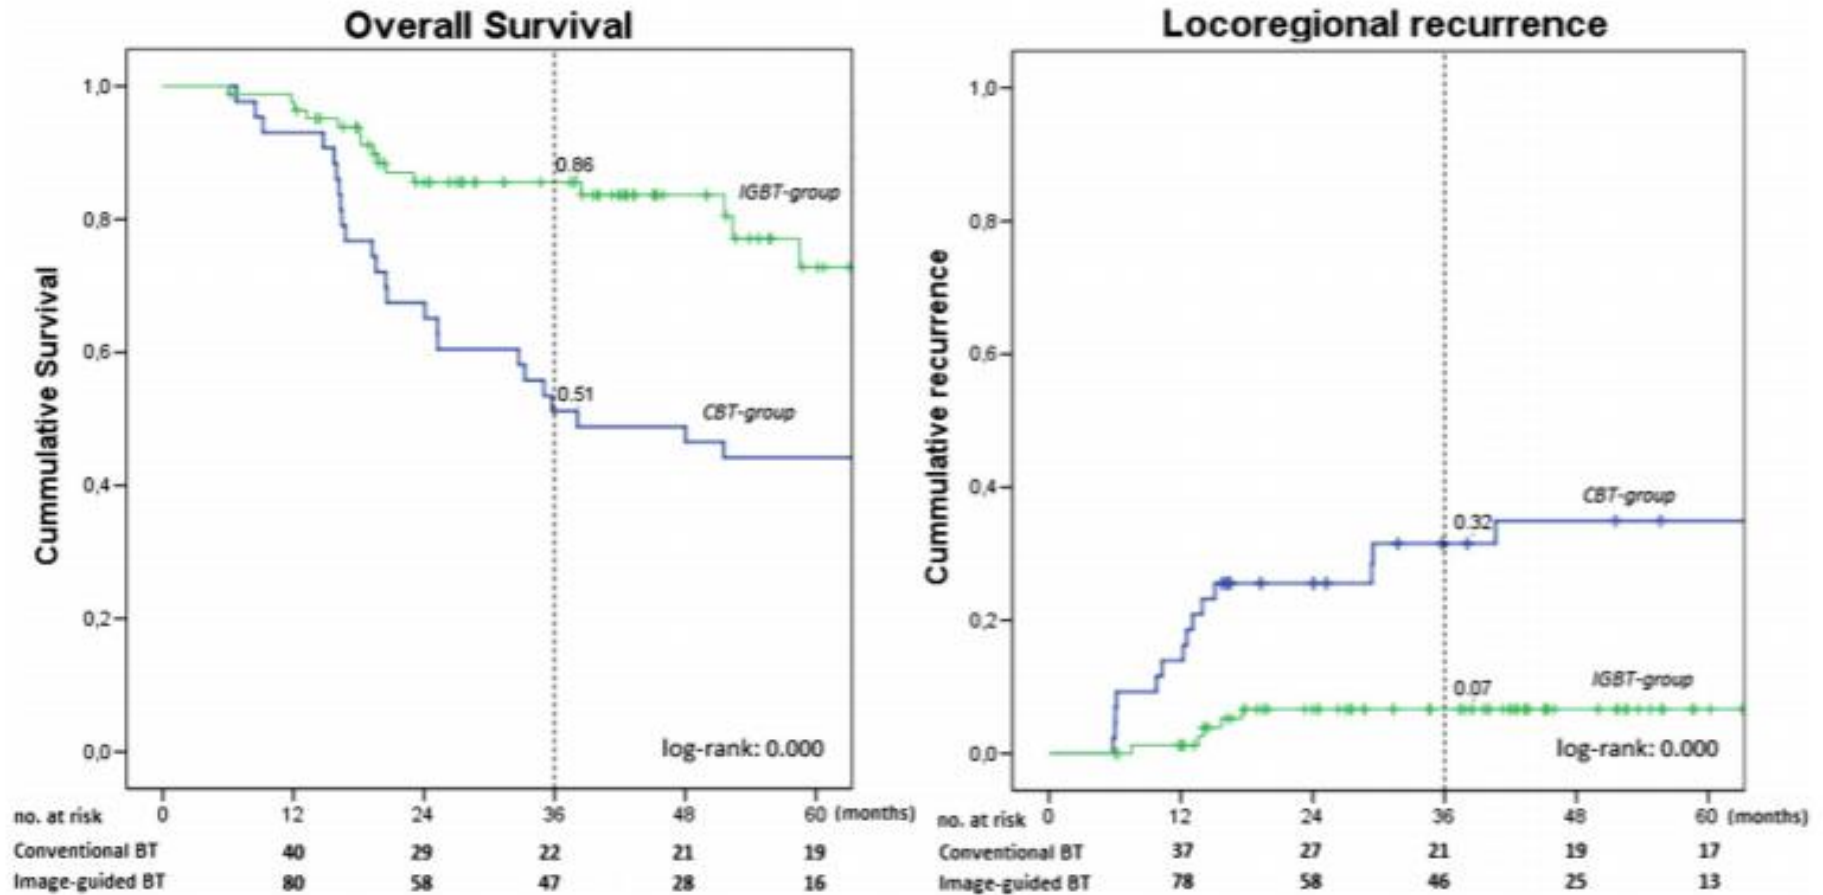 Overall Survival
Cummulative Survival
1,0
0,8
0,6
0,4
0,2
0,0
0.86
IGBT-group
0.51
CBT-group
log-rank: 0.000
no. at risk 0 12 24 36 48 60 (months)
Conventional BT 40 29 22 21 19
Image-guided BT 80 58 47 28 16
Locoregional recurrence
Cummulative recurrence
1,0
0,8
0,6
0,4
0,2
0,0
CBT-group
0.32
0.07
IGBT-group
log-rank: 0.000
no. at risk 0 12 24 36 48 60 (months)
Conventional BT 37 27 21 19 17
Image-guided BT 78 58 46 25 13